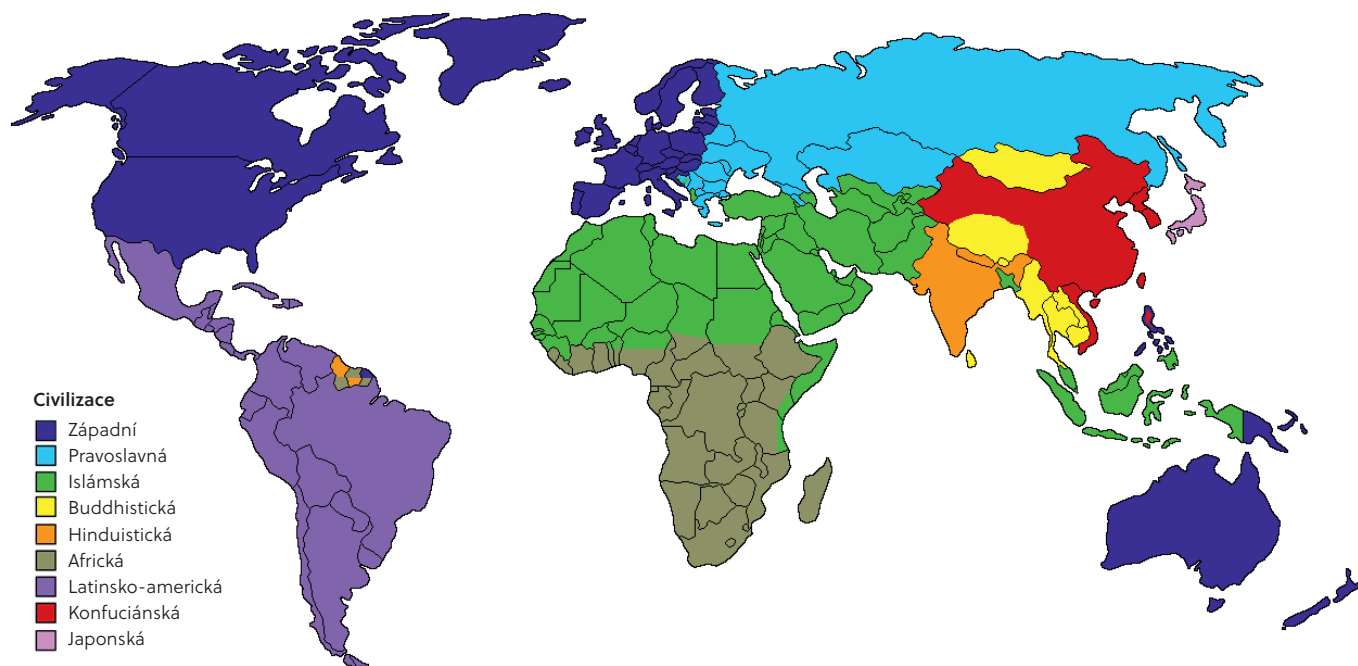 Civilizace
Západní
Pravoslavná
Islámská
Buddhistická
Hinduistická
Africká
Latinsko-americká
Konfuciánská
Japonská